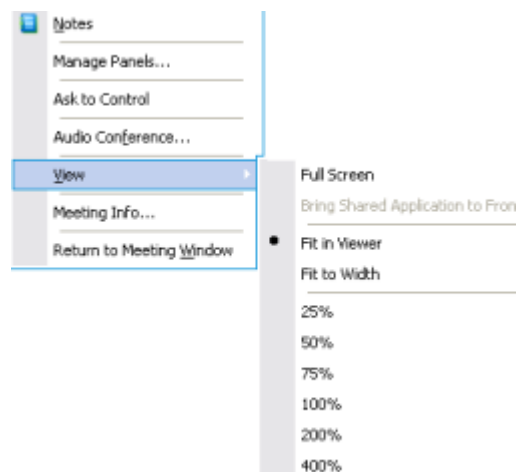 Notes
Manage Panels...
Ask to Control
Audio Conference...
View
Meeting Info...
Return to Meeting Window
Full Screen
Bring Shared Application to Fron
Fit in Viewer
Fit to Width
25%
50%
75%
100%
200%
400%